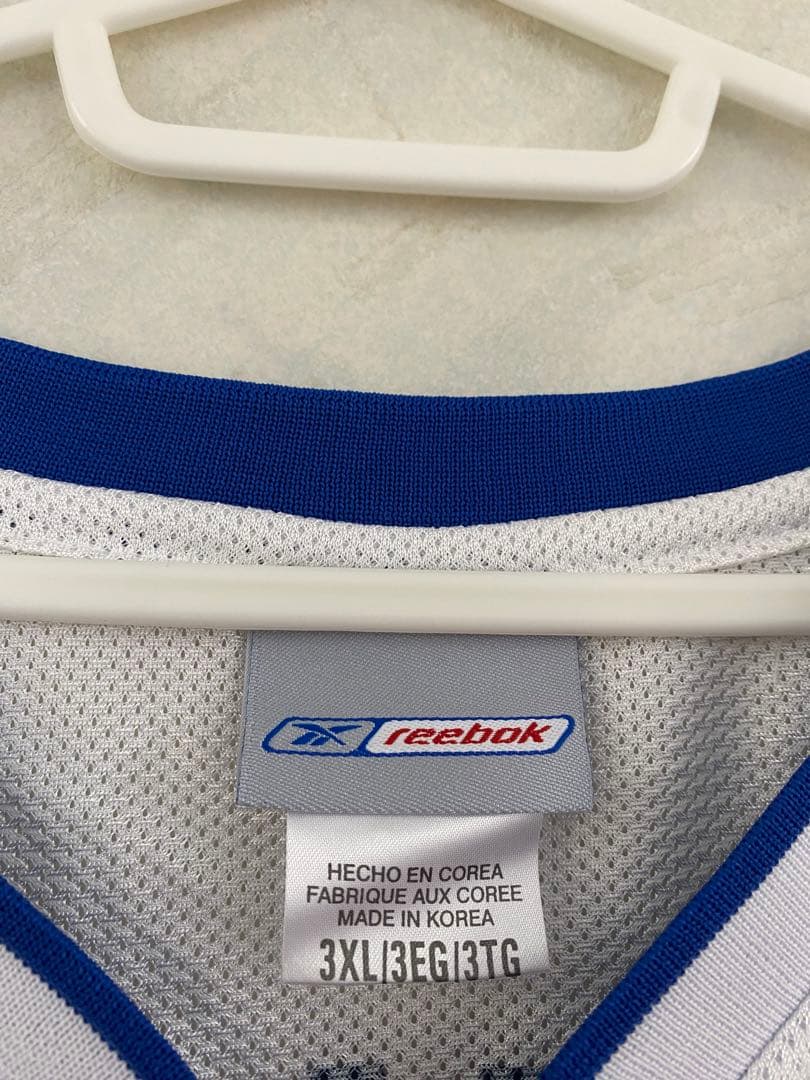 reebok
HECHO EN COREA
FABRIQUE AUX COREE
MADE IN KOREA
3XL/3EG/3TG